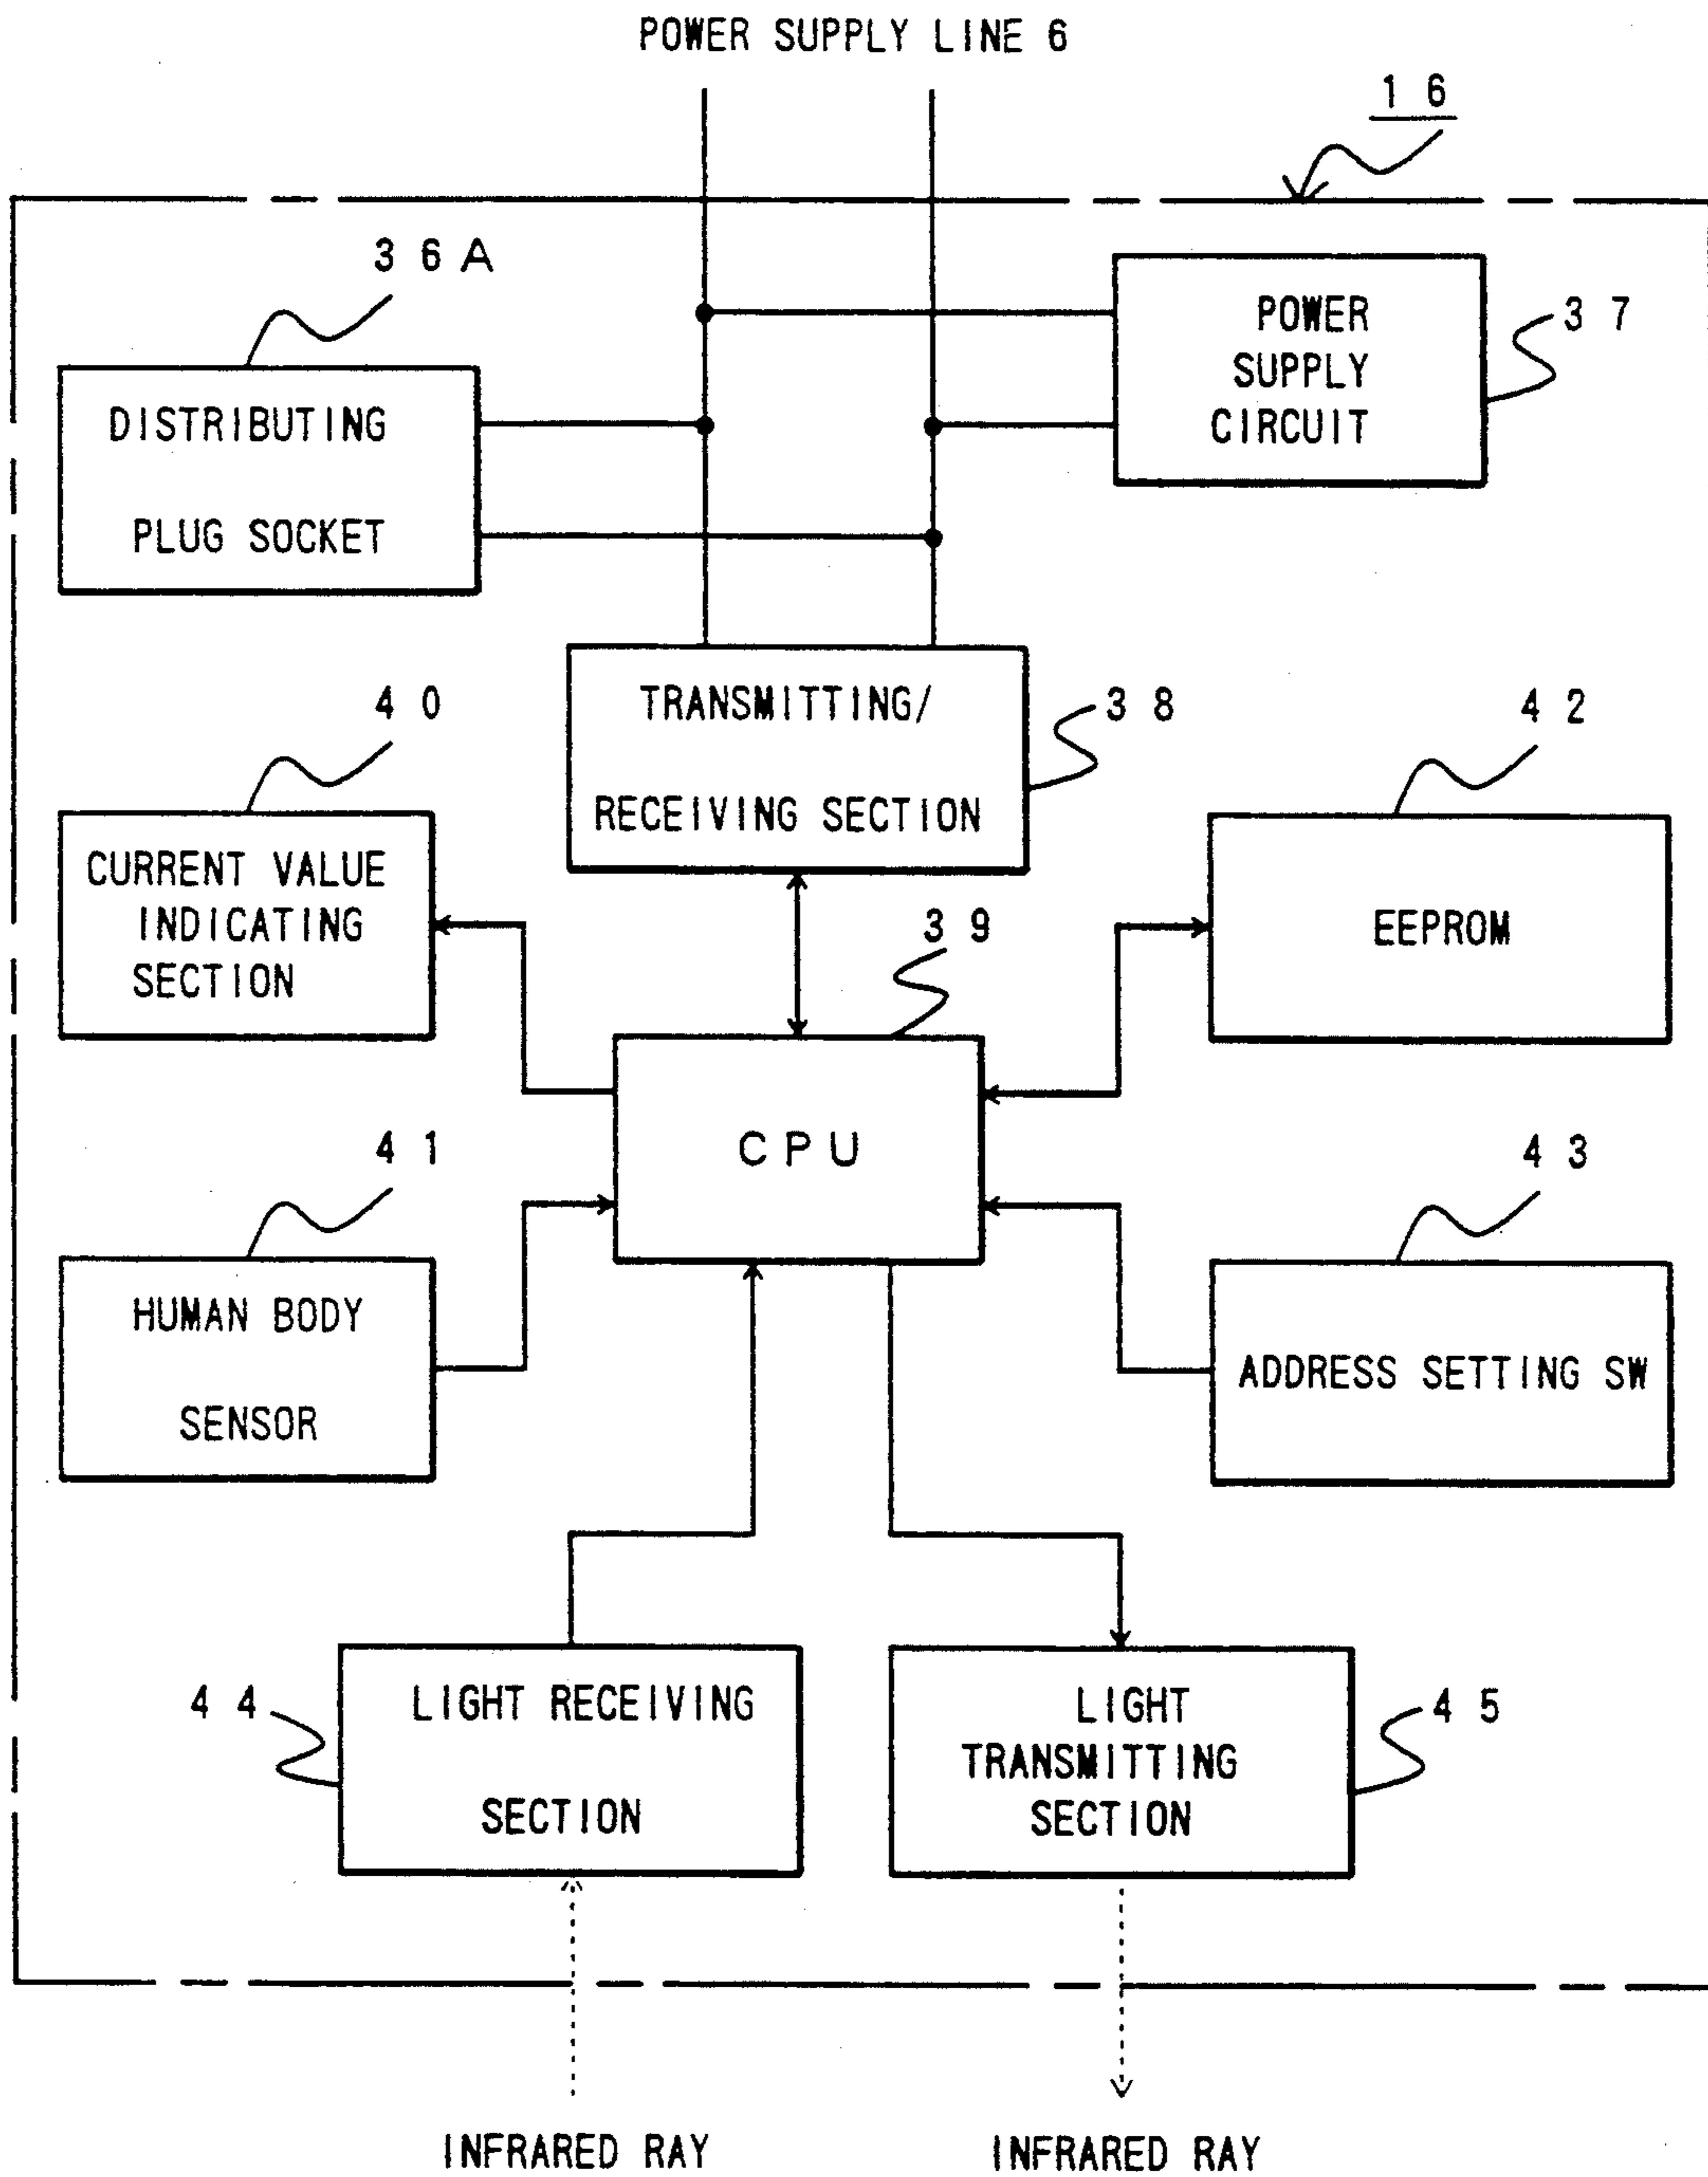 POWER SUPPLY LINE 6
16
36A
DISTRIBUTING
PLUG SOCKET
POWER
SUPPLY
CIRCUIT
37
TRANSMITTING/
RECEIVING SECTION
38
40
CURRENT VALUE
INDICATING
SECTION
42
EEPROM
39
CPU
41
HUMAN BODY
SENSOR
43
ADDRESS SETTING SW
44
LIGHT RECEIVING
SECTION
LIGHT
TRANSMITTING
SECTION
45
INFRARED RAY
INFRARED RAY